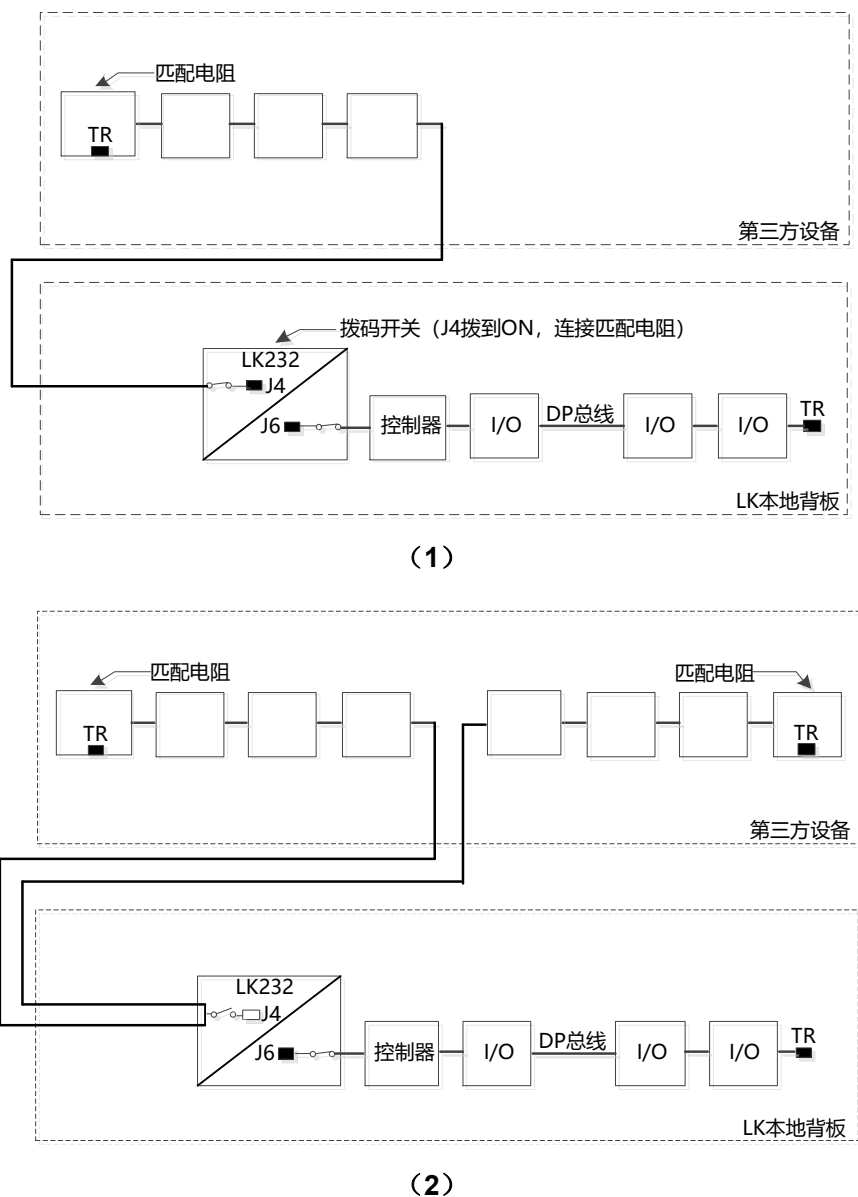 匹配电阻
TR
第三方设备
拨码开关（J4拨到ON，连接匹配电阻）
LK232
J4
J6
控制器
I/O
DP总线
I/O
I/O
TR
LK本地背板
（1）
匹配电阻
匹配电阻
TR
TR
第三方设备
LK232
J4
J6
控制器
I/O
DP总线
I/O
I/O
TR
LK本地背板
（2）